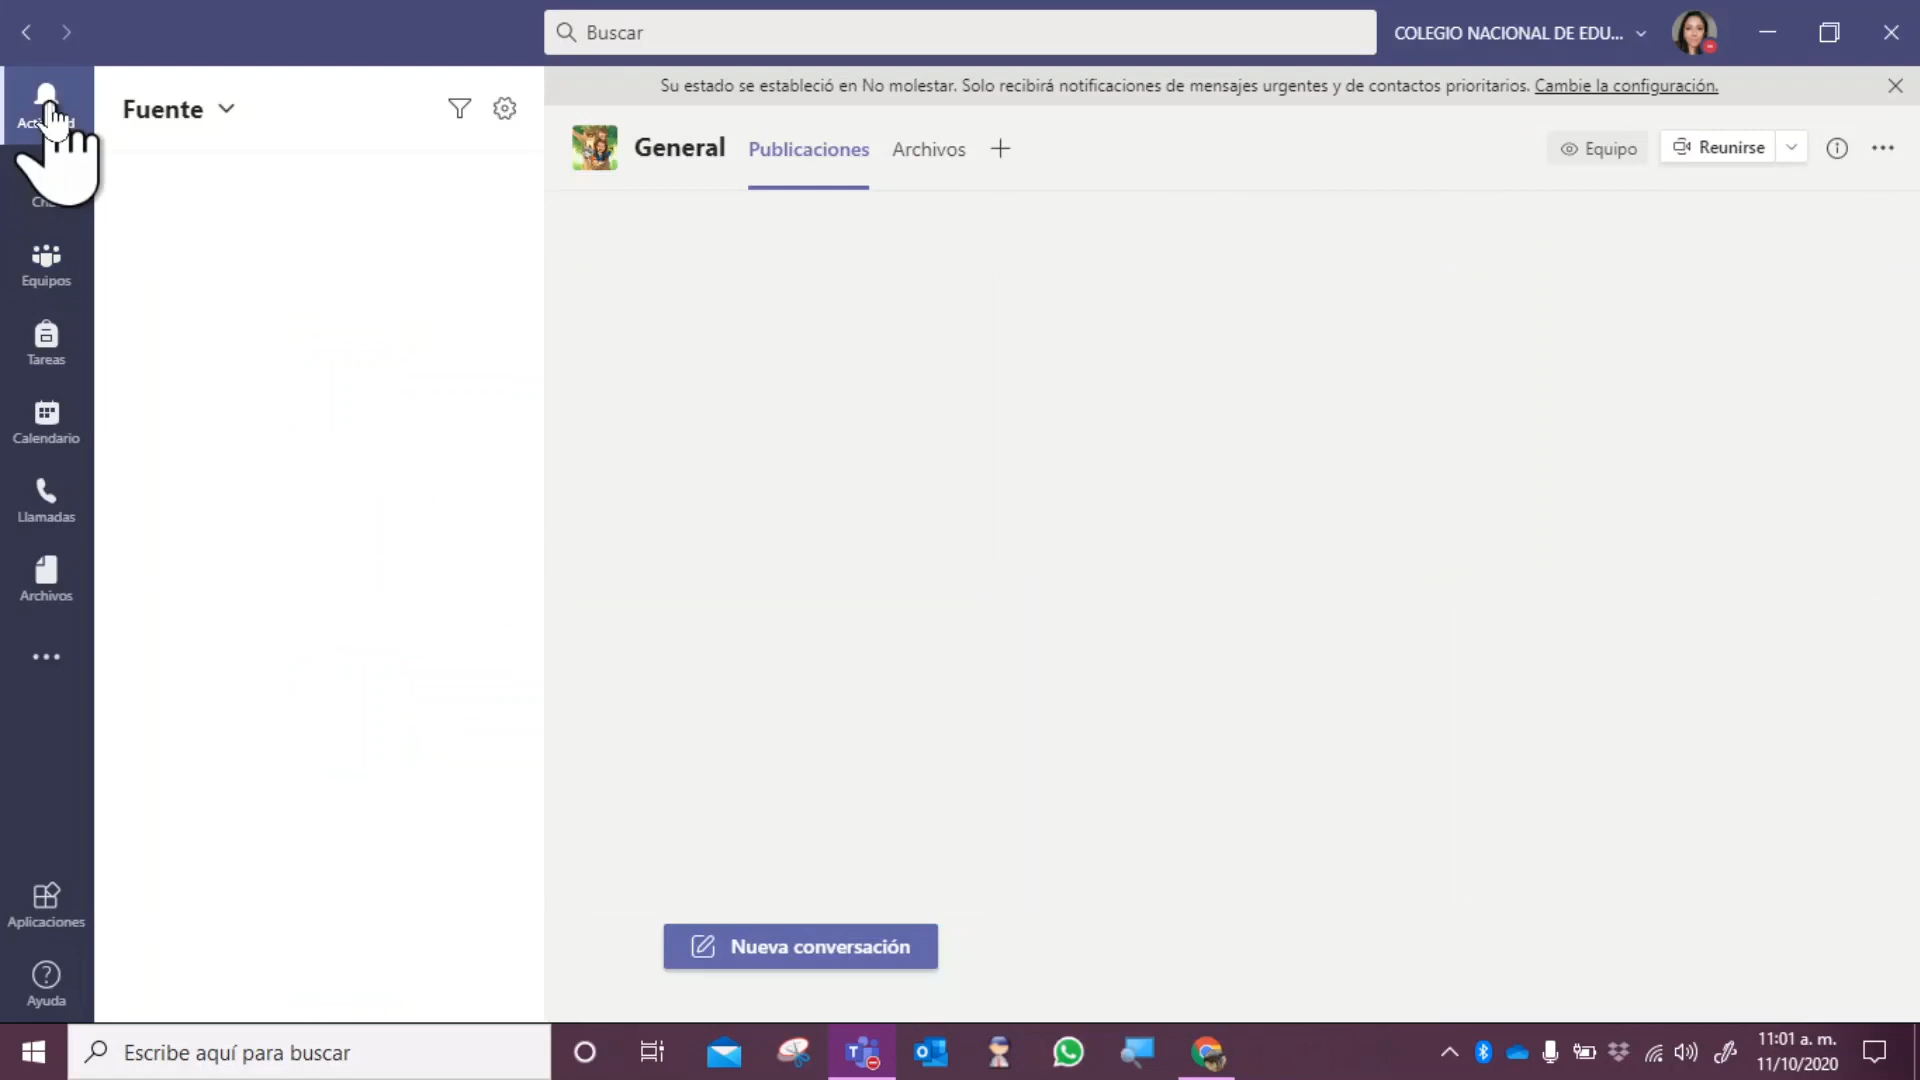 Buscar
COLEGIO NACIONAL DE EDU...
Su estado se estableció en No molestar. Solo recibirá notificaciones de mensajes urgentes y de contactos prioritarios. Cambie la configuración.
Fuente
General
Publicaciones
Archivos
Equipo
Reunirse
Equipos
Tareas
Calendario
Llamadas
Archivos
Aplicaciones
Ayuda
Nueva conversación
Escribe aquí para buscar
11:01 a. m.
11/10/2020